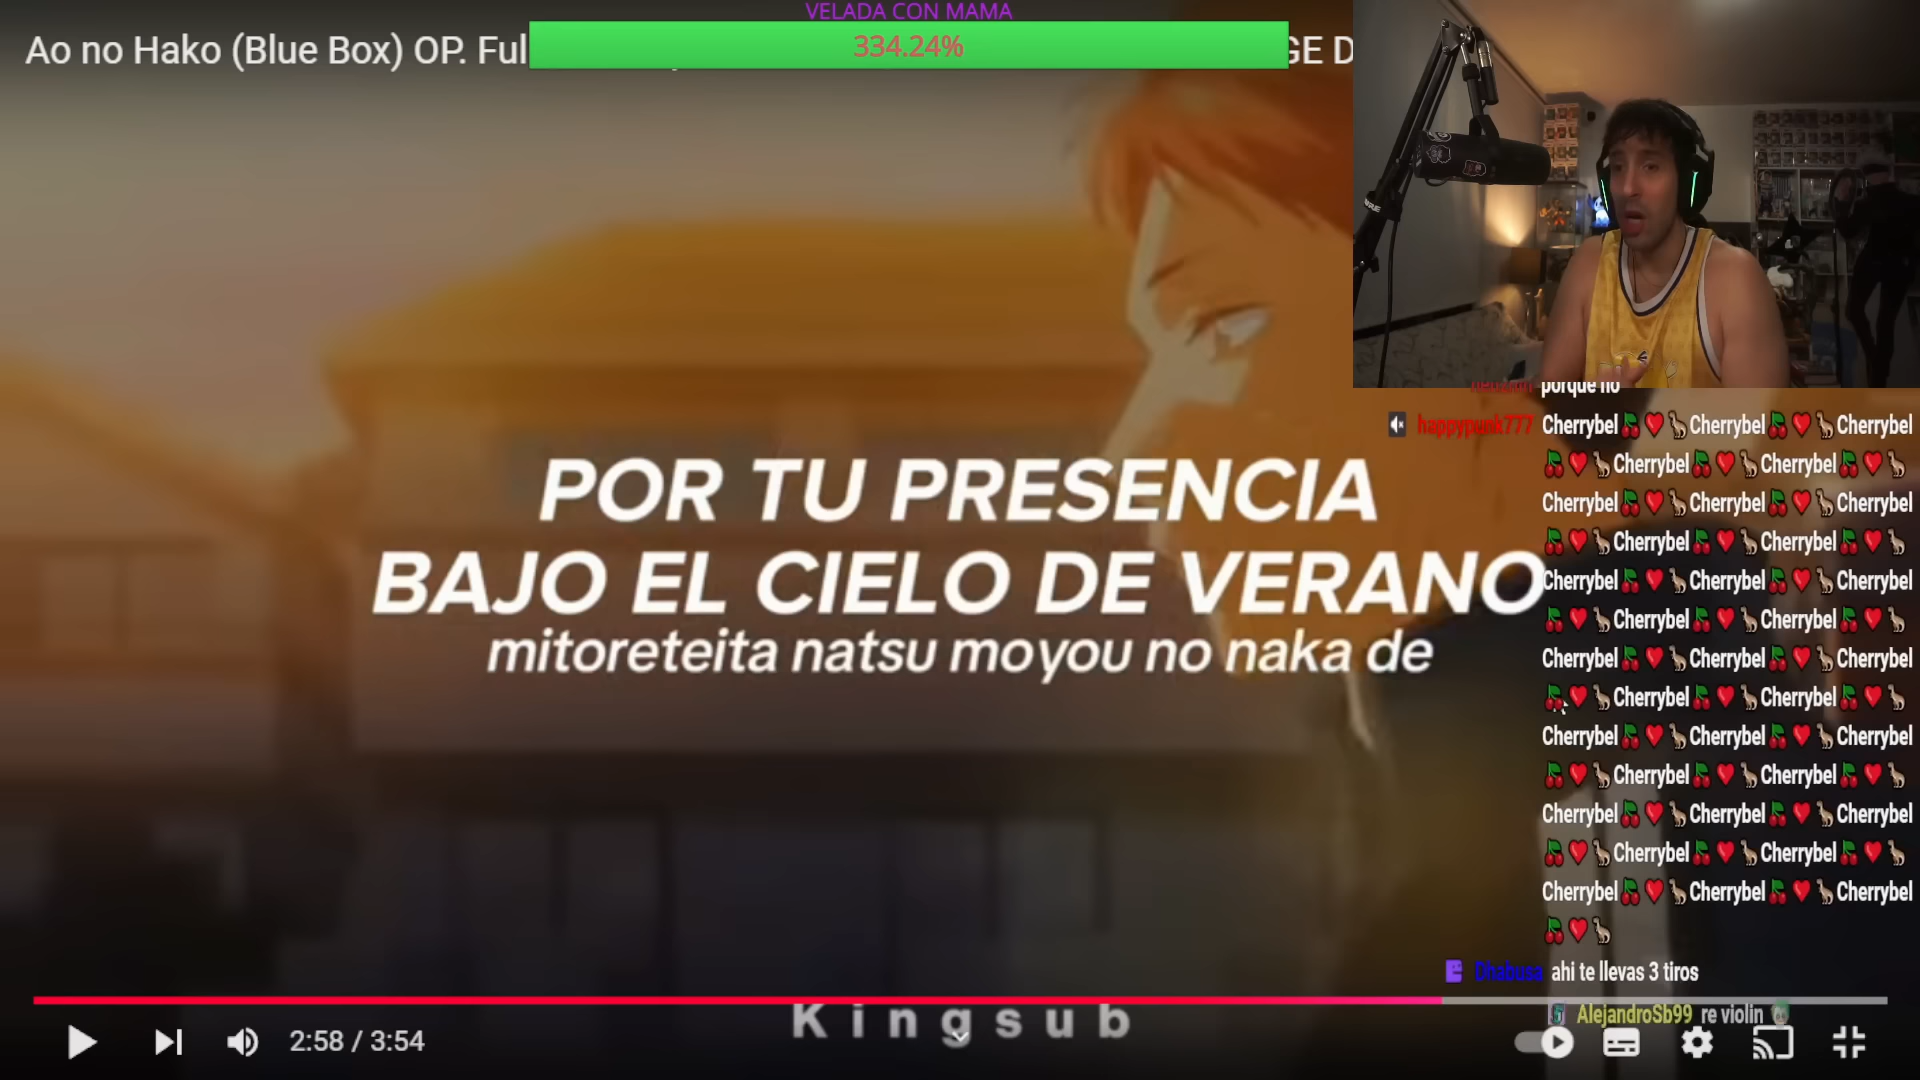 VELADA CON MAMA
334.24%
Ao no Hako (Blue Box) OP. Ful
GE D
POR TU PRESENCIA
BAJO EL CIELO DE VERANO
mitoreteita natsu moyou no naka de
porque no
happypunk777 Cherrybel🍒❤️🦕Cherrybel🍒❤️🦕Cherrybel
🍒❤️🦕Cherrybel🍒❤️🦕Cherrybel🍒❤️🦕
Cherrybel🍒❤️🦕Cherrybel🍒❤️🦕Cherrybel
🍒❤️🦕Cherrybel🍒❤️🦕Cherrybel🍒❤️🦕
Cherrybel🍒❤️🦕Cherrybel🍒❤️🦕Cherrybel
🍒❤️🦕Cherrybel🍒❤️🦕Cherrybel🍒❤️🦕
Cherrybel🍒❤️🦕Cherrybel🍒❤️🦕Cherrybel
🍒❤️🦕Cherrybel🍒❤️🦕Cherrybel🍒❤️🦕
Cherrybel🍒❤️🦕Cherrybel🍒❤️🦕Cherrybel
🍒❤️🦕Cherrybel🍒❤️🦕Cherrybel🍒❤️🦕
Cherrybel🍒❤️🦕Cherrybel🍒❤️🦕Cherrybel
🍒❤️🦕Cherrybel🍒❤️🦕Cherrybel🍒❤️🦕
Cherrybel🍒❤️🦕Cherrybel🍒❤️🦕Cherrybel
🍒❤️🦕
Dhabusa ahi te llevas 3 tiros
AlejandroSb99 re violin
Kingsub
2:58 / 3:54